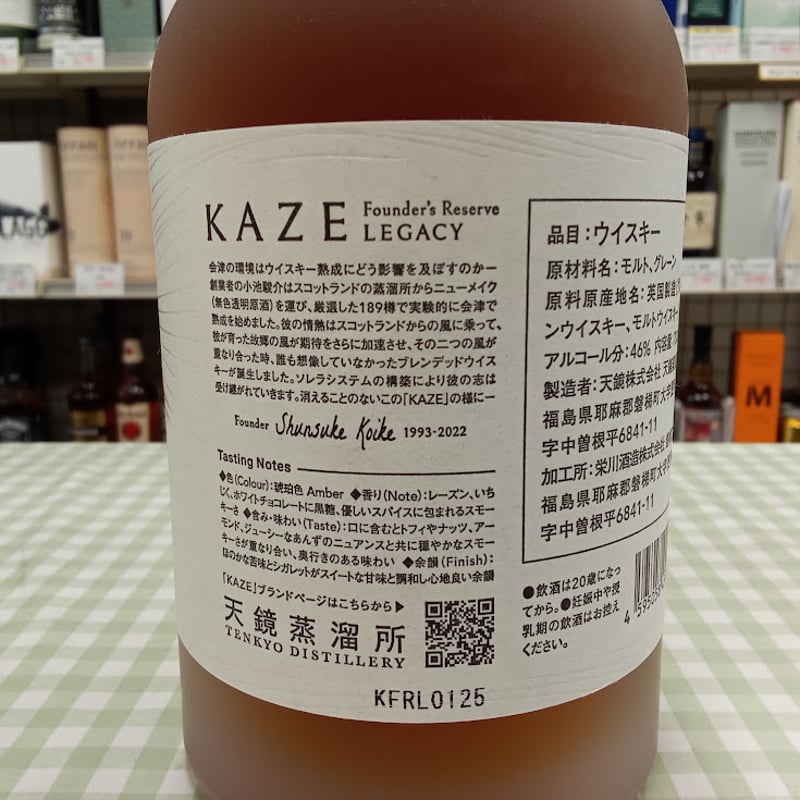 KAZE Founder's Reserve LEGACY
会津の環境はウイスキー熟成にどう影響を及ぼすのかー
創業者の小池駿介はスコットランドの蒸溜所からニューメイク
(無色透明原酒)を運び、厳選した189樽で実験的に会津で
熟成を始めました。彼の情熱はスコットランドからの風に乗って、
彼が育った故郷の風が期待をさらに加速させ、その二つの風が
重なり合った時、誰も想像していなかったブレンデッドウイス
キーが誕生しました。ソレラシステムの構築により彼の志は
受け継がれていきます。消えることのないこの「KAZE」の様にー
Founder Shunsuke Koike 1993-2022
Tasting Notes
◆色(Colour):琥珀色 Amber ◆香り(Note):レーズン、いち
じく、ホワイトチョコレートに黒糖、優しいスパイスに包まれるスモー
キーさ ◆含み・味わい(Taste):口に含むとトフィやナッツ、アー
モンド、ジューシーなあんずのニュアンスと共に穏やかなスモー
キーさが重なり合い、奥行きのある味わい ◆余韻(Finish):
ほのかな苦味とシガレットがスイートな甘味と調和し心地良い余韻
「KAZE」ブランドページはこちらから▶
天鏡蒸溜所
TENKYO DISTILLERY
KFRL0125
品目:ウイスキー
原材料名:モルト、グレーン
原料原産地名:英国製造
ンウイスキー、モルトウイスキー
アルコール分:46% 内容量
製造者:天鏡株式会社
福島県耶麻郡磐梯町大字
字中曽根平6841-11
加工所:栄川酒造株式会社
福島県耶麻郡磐梯町大字
字中曽根平6841-11
●飲酒は20歳になっ
てから。●妊娠中や授
乳期の飲酒はお控え
ください。
M